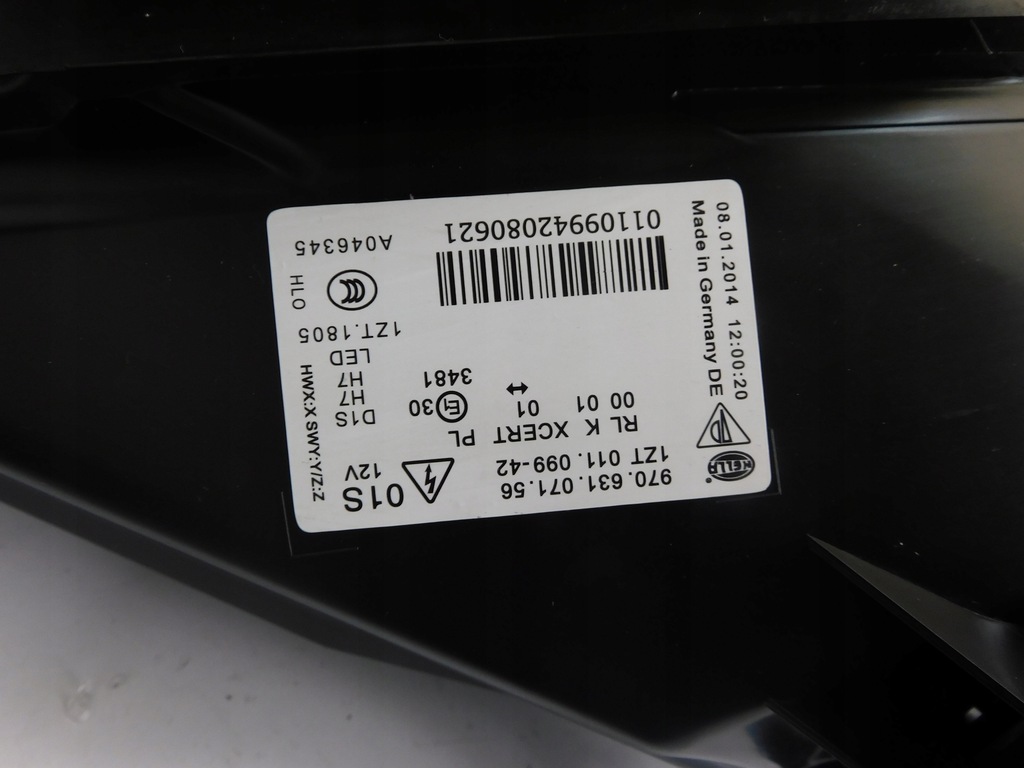 HELLA
970.631.071.56
01S
1ZT 011.099-42
12V
RL K XCERT PL
D1S
00 01
01
H7
E1 30
3481
H7
LED
1ZT.1805
HLO
A046345
01109942080621
08.01.2014 12:00:20
Made in Germany DE
HWX:X SWY:Y/Z:Z